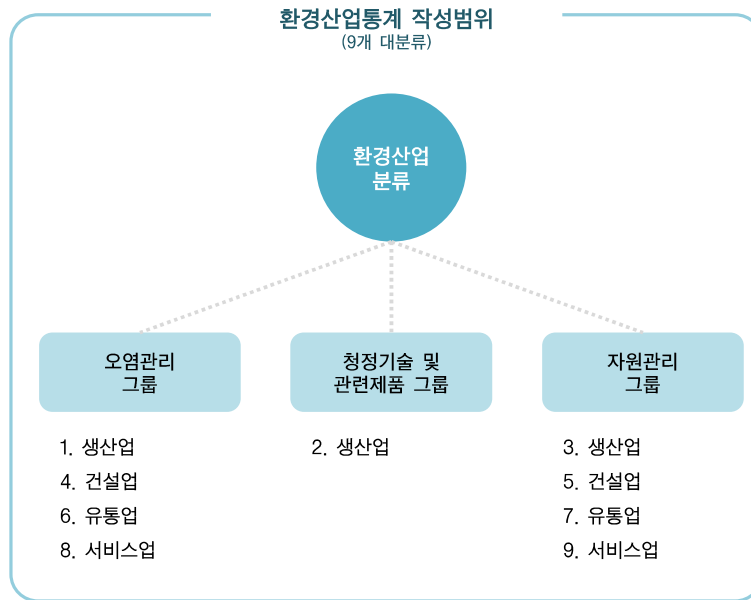 환경산업통계 작성범위
(9개 대분류)
환경산업
분류
오염관리
그룹
1. 생산업
4. 건설업
6. 유통업
8. 서비스업
청정기술 및
관련제품 그룹
2. 생산업
자원관리
그룹
3. 생산업
5. 건설업
7. 유통업
9. 서비스업